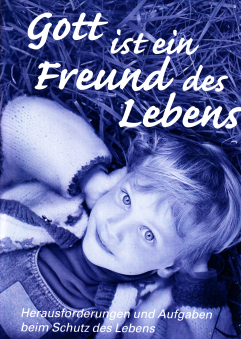 Gott
ist ein
Freund des
Lebens
Herausforderungen und Aufgaben
beim Schutz des Lebens